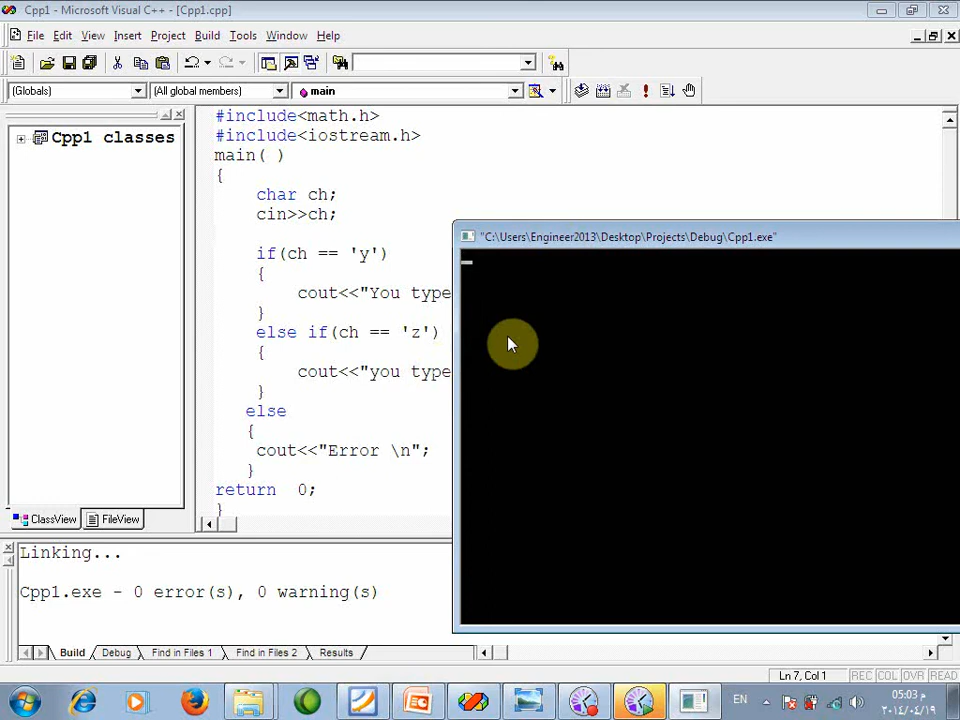 Cpp1 - Microsoft Visual C++ - [Cpp1.cpp]
File Edit View Insert Project Build Tools Window Help
(Globals) (All global members) main
Cpp1 classes
#include<math.h>
#include<iostream.h>
main( )
{
char ch;
cin>>ch;
if(ch == 'y')
{
cout<<"You type
}
else if(ch == 'z')
{
cout<<"you type
}
else
{
cout<<"Error \n";
}
return 0;
}
"C:\Users\Engineer2013\Desktop\Projects\Debug\Cpp1.exe"
ClassView FileView
Linking...
Cpp1.exe - 0 error(s), 0 warning(s)
Build Debug Find in Files 1 Find in Files 2 Results
Ln 7, Col 1 REC COL OVR READ
EN
05:03 م
٢٠١٤/٠٤/١٩